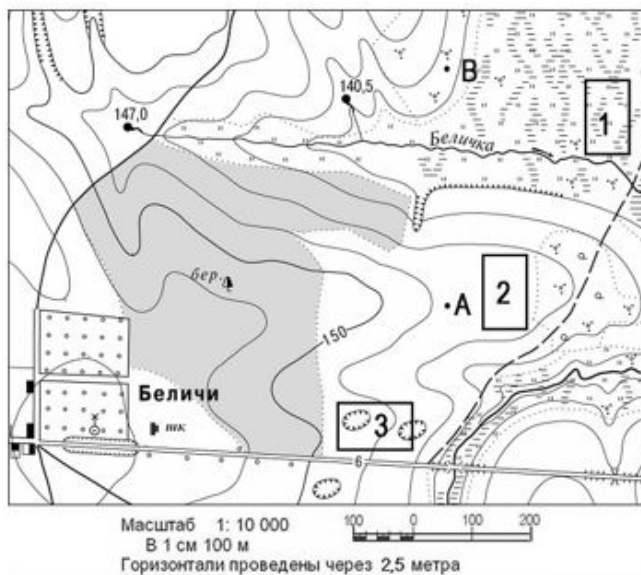 B
140,5
147,0
1
Беличка
бер.
2
А
150
Беличи
3
шк
6
Масштаб 1: 10 000
В 1 см 100 м
100 0 100 200
Горизонтали проведены через 2,5 метра